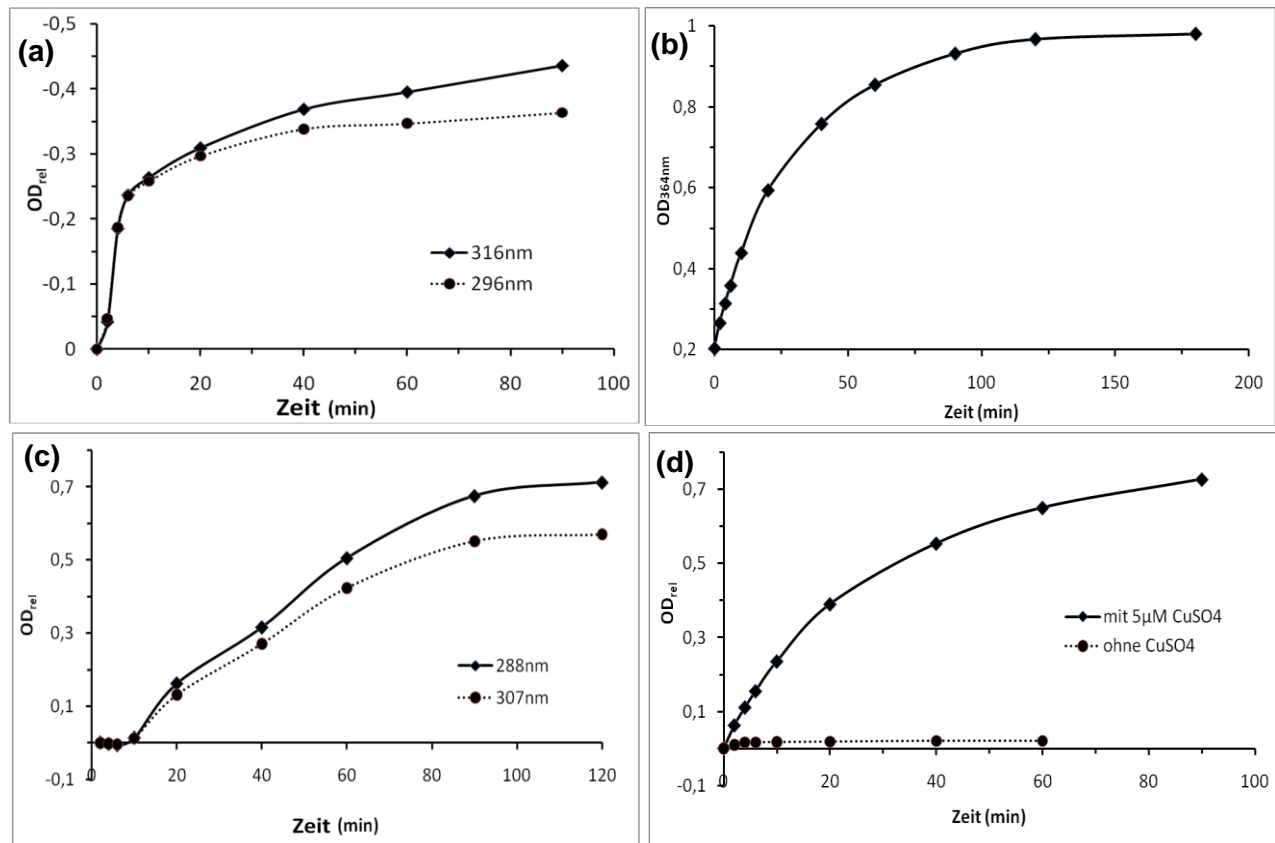 (a)
-0,5
-0,4
-0,3
-0,2
-0,1
0
OD_rel
316nm
296nm
0 20 40 60 80 100
Zeit (min)
(b)
1
0,8
0,6
0,4
0,2
OD364nm
0 50 100 150 200
Zeit (min)
(c)
0,7
0,5
0,3
0,1
-0,1
OD_rel
288nm
307nm
0 20 40 60 80 100 120
Zeit (min)
(d)
0,7
0,5
0,3
0,1
-0,1
OD_rel
mit 5µM CuSO4
ohne CuSO4
0 20 40 60 80 100
Zeit (min)